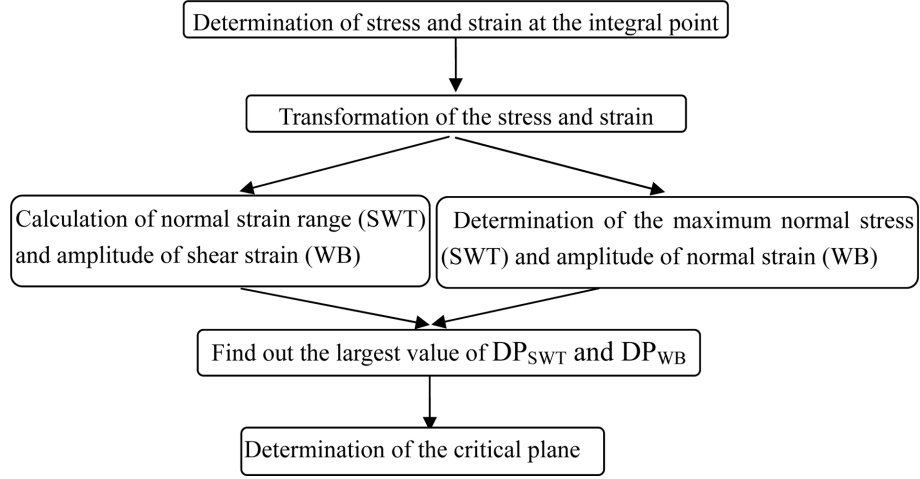 Determination of stress and strain at the integral point
Transformation of the stress and strain
Calculation of normal strain range (SWT)
and amplitude of shear strain (WB)
Determination of the maximum normal stress
(SWT) and amplitude of normal strain (WB)
Find out the largest value of DPSWT and DPWB
Determination of the critical plane